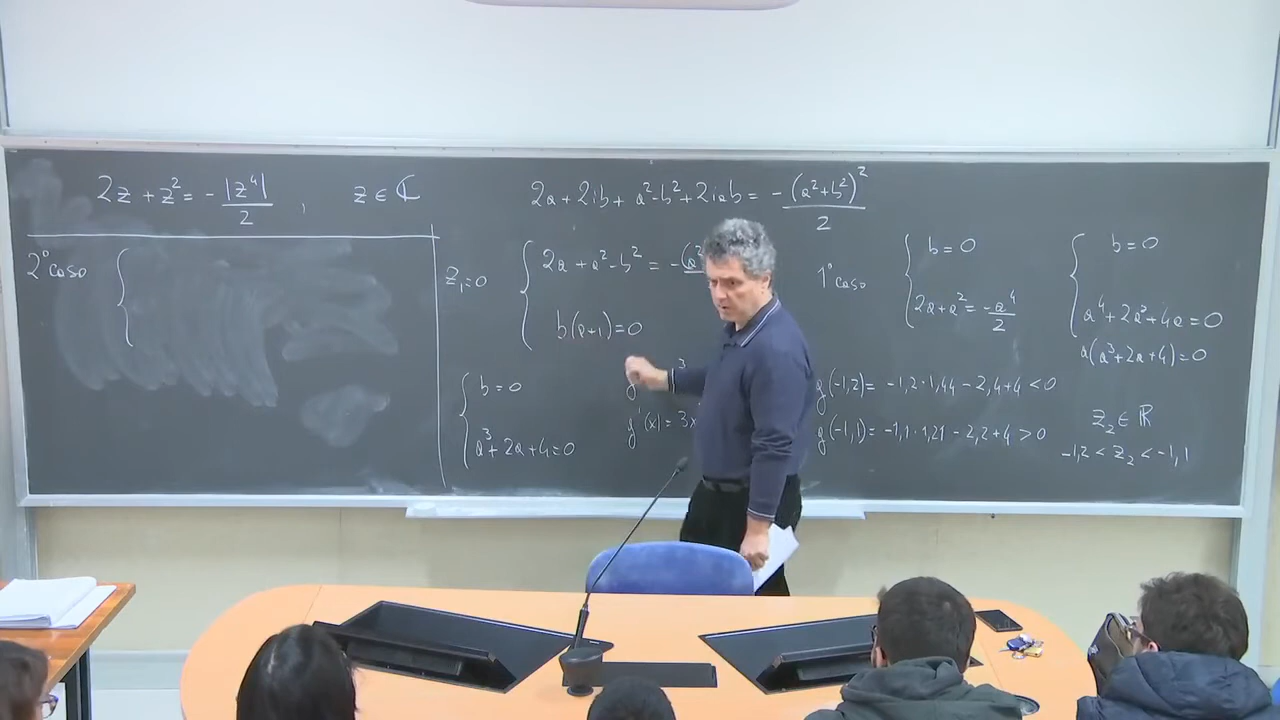 2z + z² = - |z⁴| / 2 , z ∈ ℂ
2° caso {
2a + 2ib + a² - b² + 2iab = - (a² + b²)² / 2
z₁ = 0 { 2a + a² - b² = - (a²
b(a+1) = 0
{ b = 0
a³ + 2a + 4 = 0
g
3
g'(x) = 3x
1° caso { b = 0
2a + a² = -a⁴ / 2
{ b = 0
a⁴ + 2a² + 4a = 0
a(a³ + 2a + 4) = 0
g(-1,2) = -1,2 · 1,44 - 2,4 + 4 < 0
g(-1,1) = -1,1 · 1,21 - 2,2 + 4 > 0
z₂ ∈ ℝ
-1,2 < z₂ < -1,1